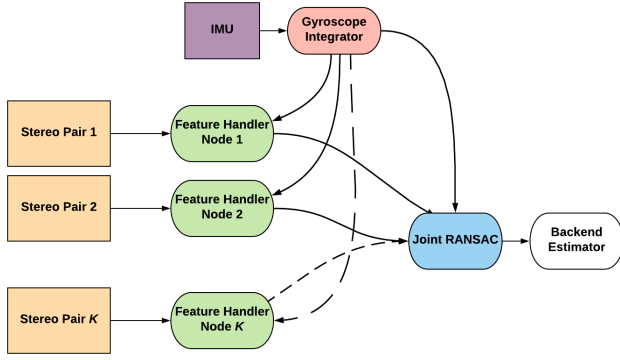 IMU
Gyroscope
Integrator
Stereo Pair 1
Feature Handler
Node 1
Stereo Pair 2
Feature Handler
Node 2
Joint RANSAC
Backend
Estimator
Stereo Pair K
Feature Handler
Node K